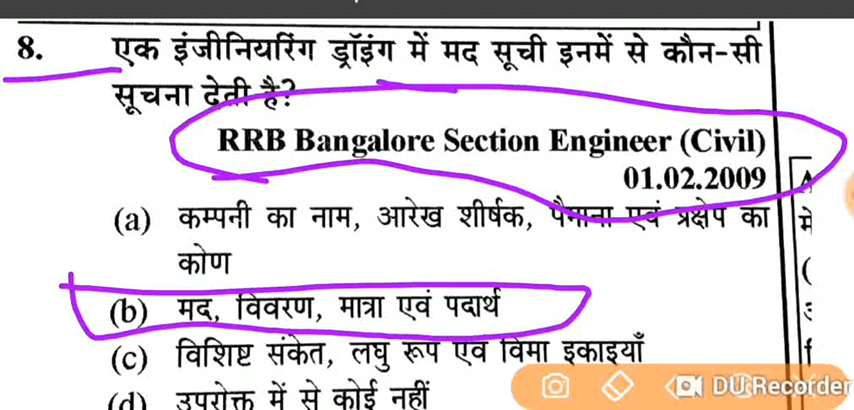 8. एक इंजीनियरिंग ड्रॉइंग में मद सूची इनमें से कौन-सी
सूचना देती है?
RRB Bangalore Section Engineer (Civil)
01.02.2009
(a) कम्पनी का नाम, आरेख शीर्षक, पैमाना एवं प्रक्षेप का
कोण
(b) मद, विवरण, मात्रा एवं पदार्थ
(c) विशिष्ट संकेत, लघु रूप एवं विमा इकाइयाँ
(d) उपरोक्त में से कोई नहीं
में
DU Recorder